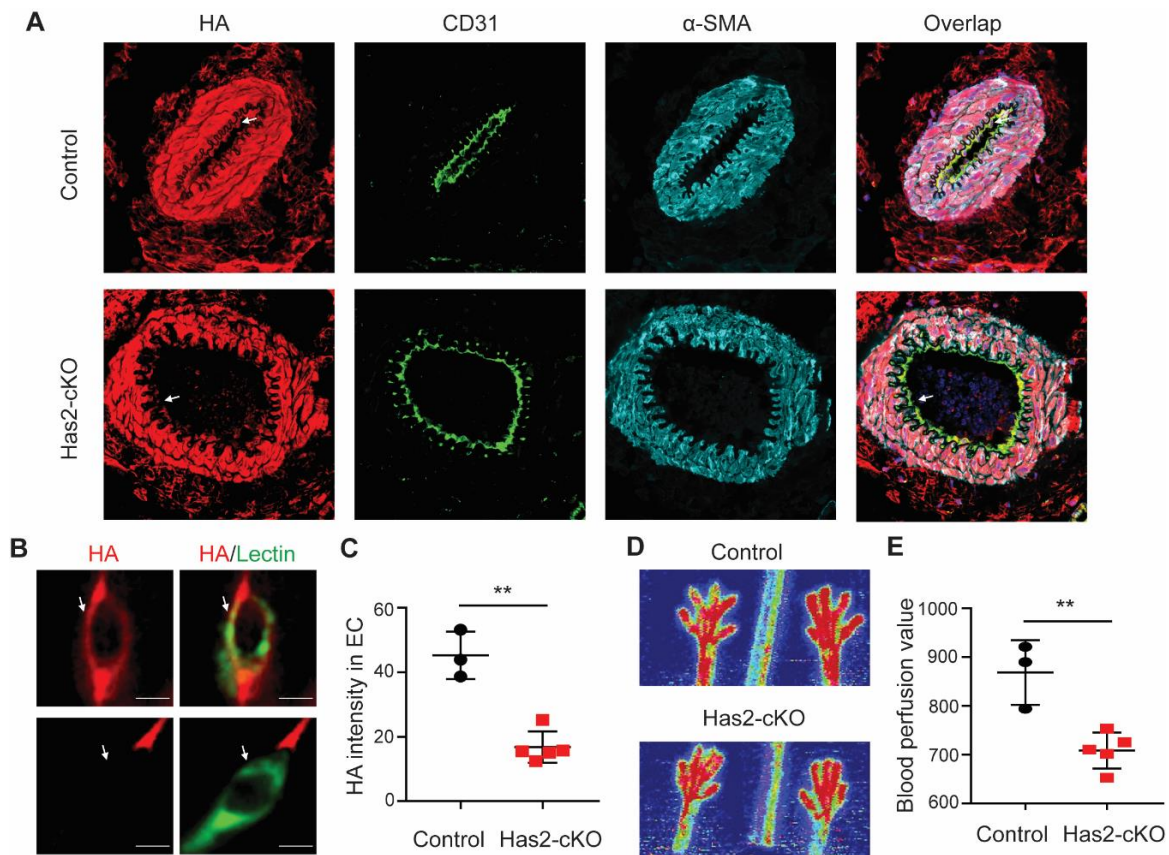 A
HA
CD31
α-SMA
Overlap
Control
Has2-cKO
B
HA
HA/Lectin
C
**
HA intensity in EC
60
40
20
0
Control
Has2-cKO
D
Control
Has2-cKO
E
**
Blood perfusion value
1000
900
800
700
600
Control
Has2-cKO